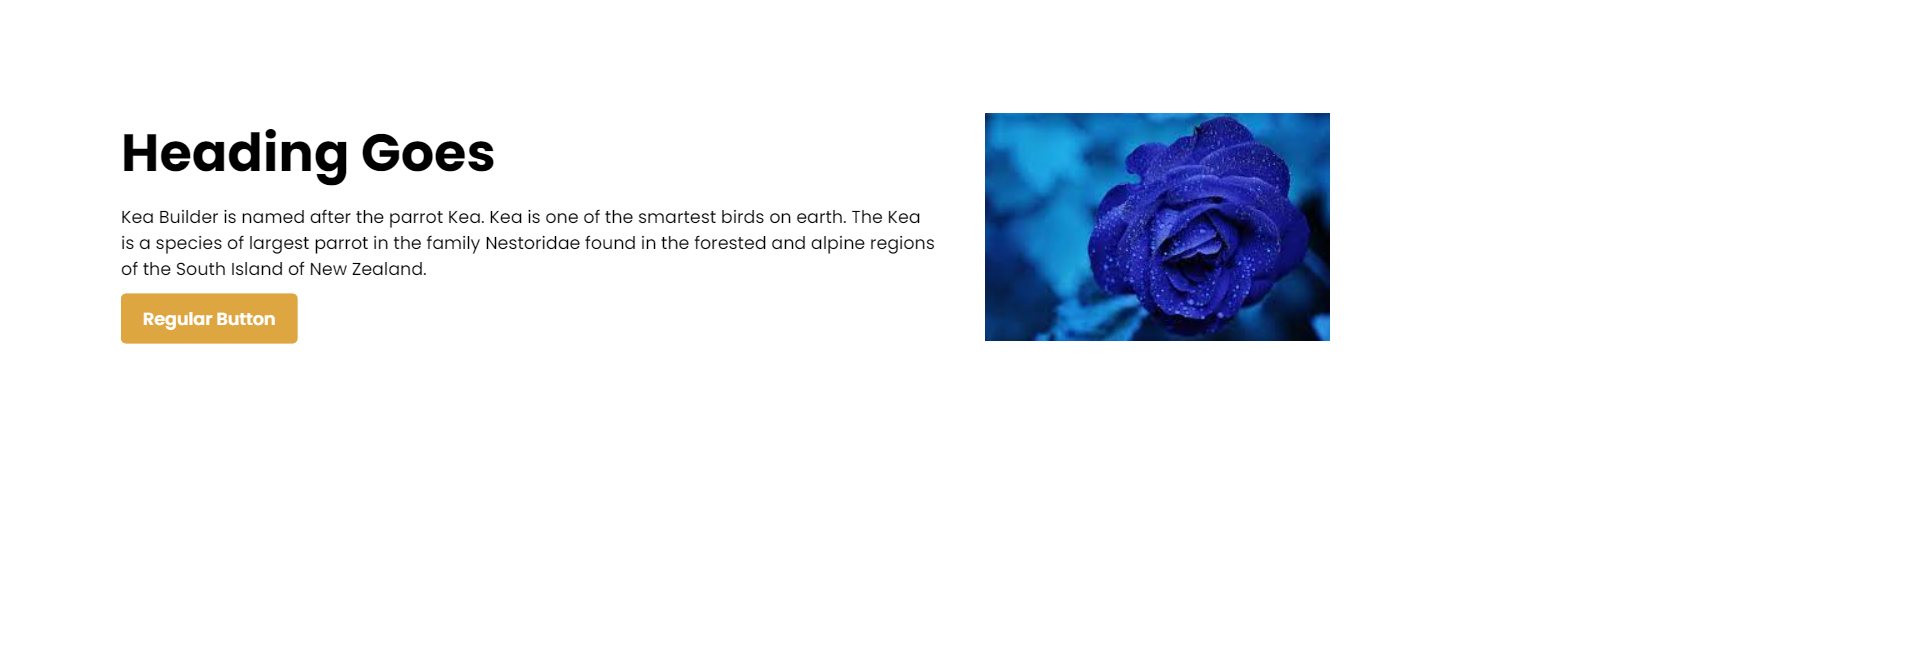 Heading Goes
Kea Builder is named after the parrot Kea. Kea is one of the smartest birds on earth. The Kea
is a species of largest parrot in the family Nestoridae found in the forested and alpine regions
of the South Island of New Zealand.
Regular Button